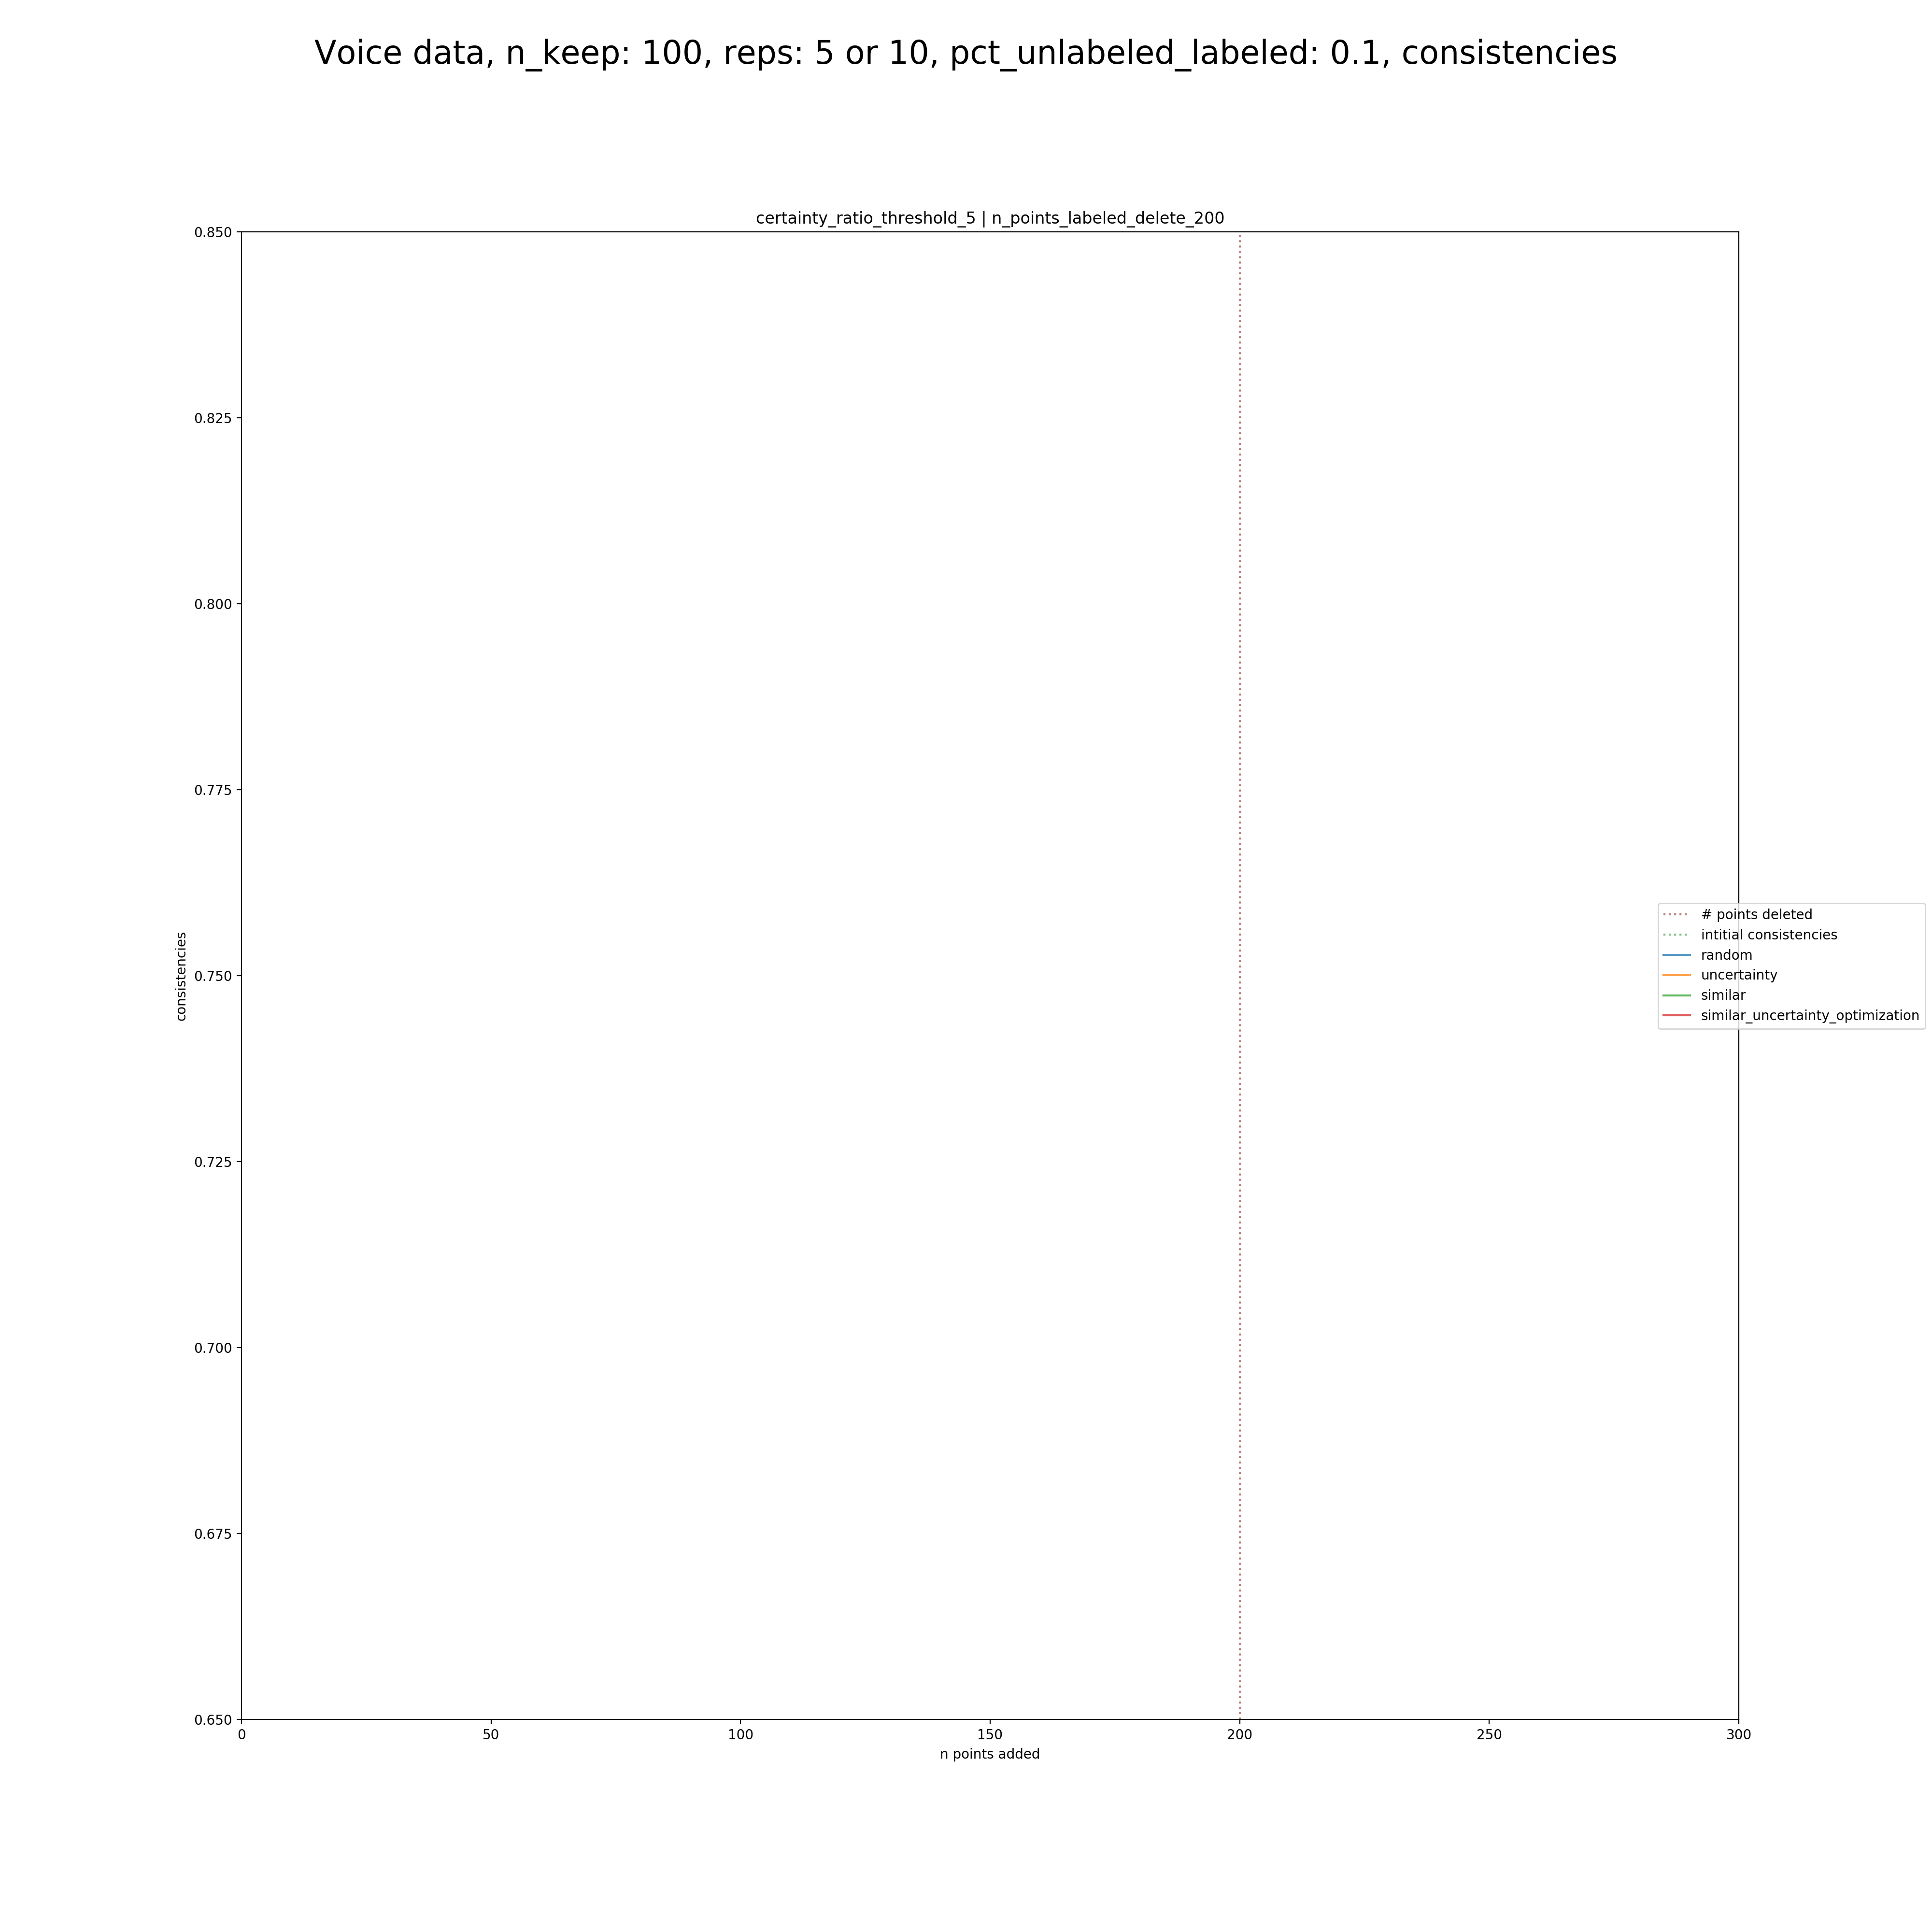 Voice data, n_keep: 100, reps: 5 or 10, pct_unlabeled_labeled: 0.1, consistencies
certainty_ratio_threshold_5 | n_points_labeled_delete_200
0.850
0.825
0.800
0.775
0.750
0.725
0.700
0.675
0.650
consistencies
# points deleted
intitial consistencies
random
uncertainty
similar
similar_uncertainty_optimization
0 50 100 150 200 250 300
n points added